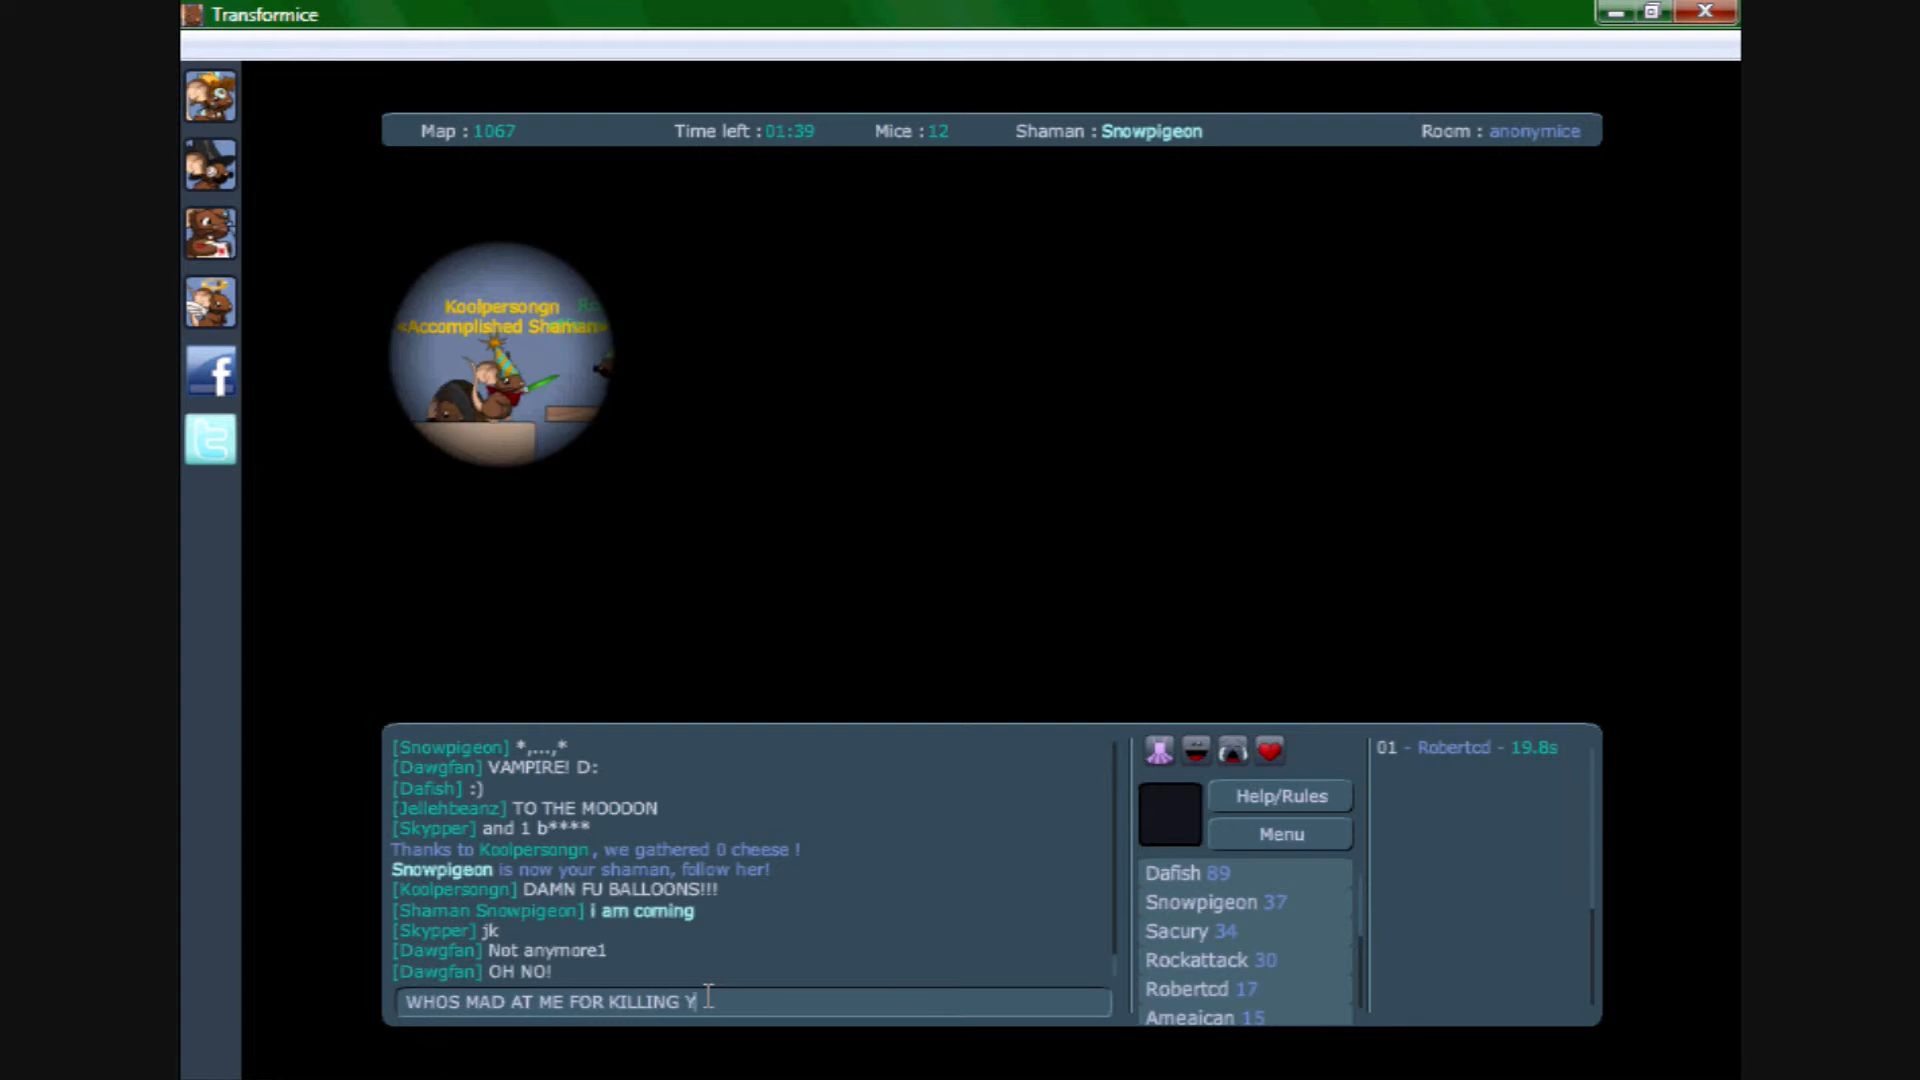 Transformice
Map : 1067 Time left : 01:39 Mice : 12 Shaman : Snowpigeon Room : anonymice
Koolpersongn
«Accomplished Shaman»
[Snowpigeon] *,...,*
[Dawgfan] VAMPIRE! D:
[Dafish] :)
[Jellehbeanz] TO THE MOOOON
[Skypper] and 1 b****
Thanks to Koolpersongn, we gathered 0 cheese !
Snowpigeon is now your shaman, follow her!
[Koolpersongn] DAMN FU BALLOONS!!!
[Shaman Snowpigeon] i am coming
[Skypper] jk
[Dawgfan] Not anymore1
[Dawgfan] OH NO!
WHOS MAD AT ME FOR KILLING Y
Help/Rules
Menu
Dafish 89
Snowpigeon 37
Sacury 34
Rockattack 30
Robertcd 17
Ameaican 15
01 - Robertcd - 19.8s